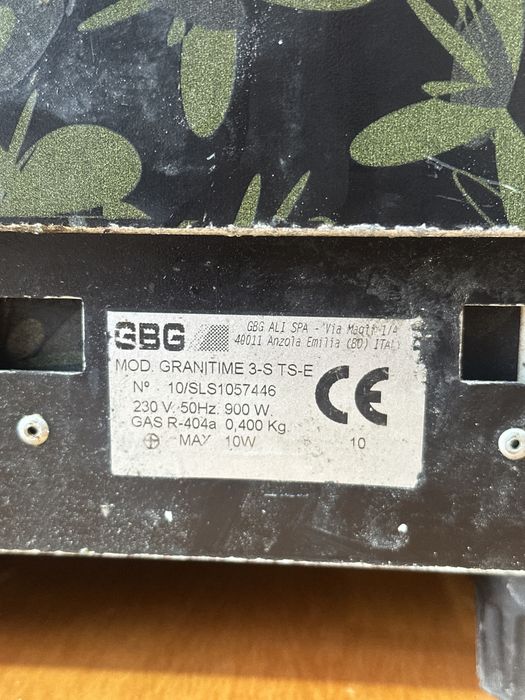 GBG
GBG ALI SPA - Via Magli 1/A
40011 Anzola Emilia (BO) ITALY
MOD. GRANITIME 3-S TS-E
N° 10/SLS1057446
230 V. 50Hz. 900 W.
GAS R-404a 0,400 Kg.
MAX 10W 10
CE